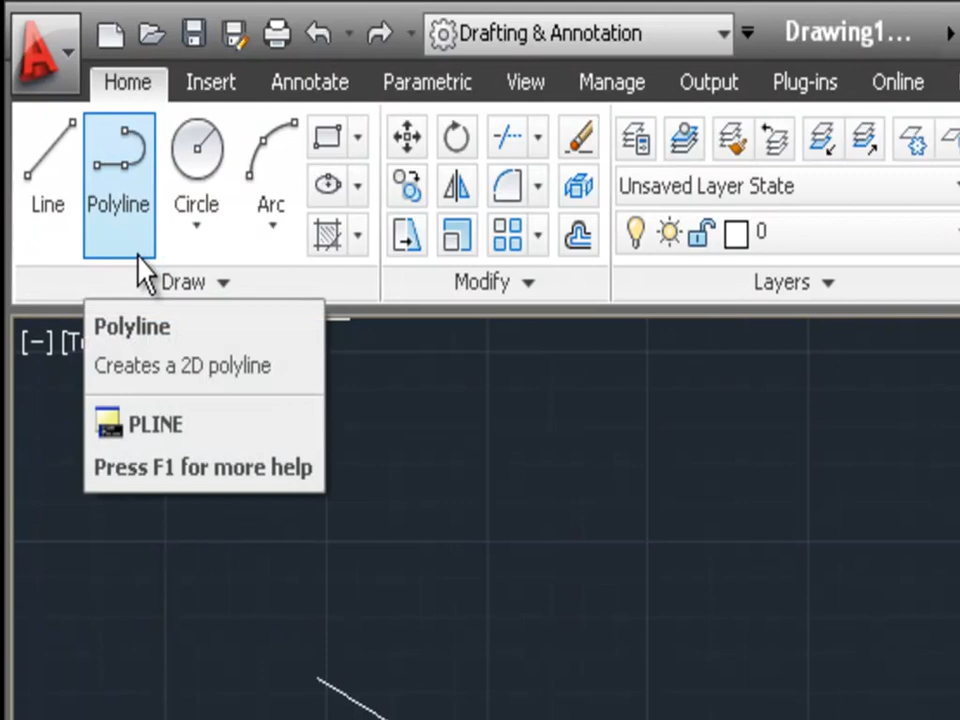 Drafting & Annotation
Drawing1...
Home Insert Annotate Parametric View Manage Output Plug-ins Online
Line Polyline Circle Arc
Unsaved Layer State
0
Draw Modify Layers
[−] [T
Polyline
Creates a 2D polyline
PLINE
Press F1 for more help